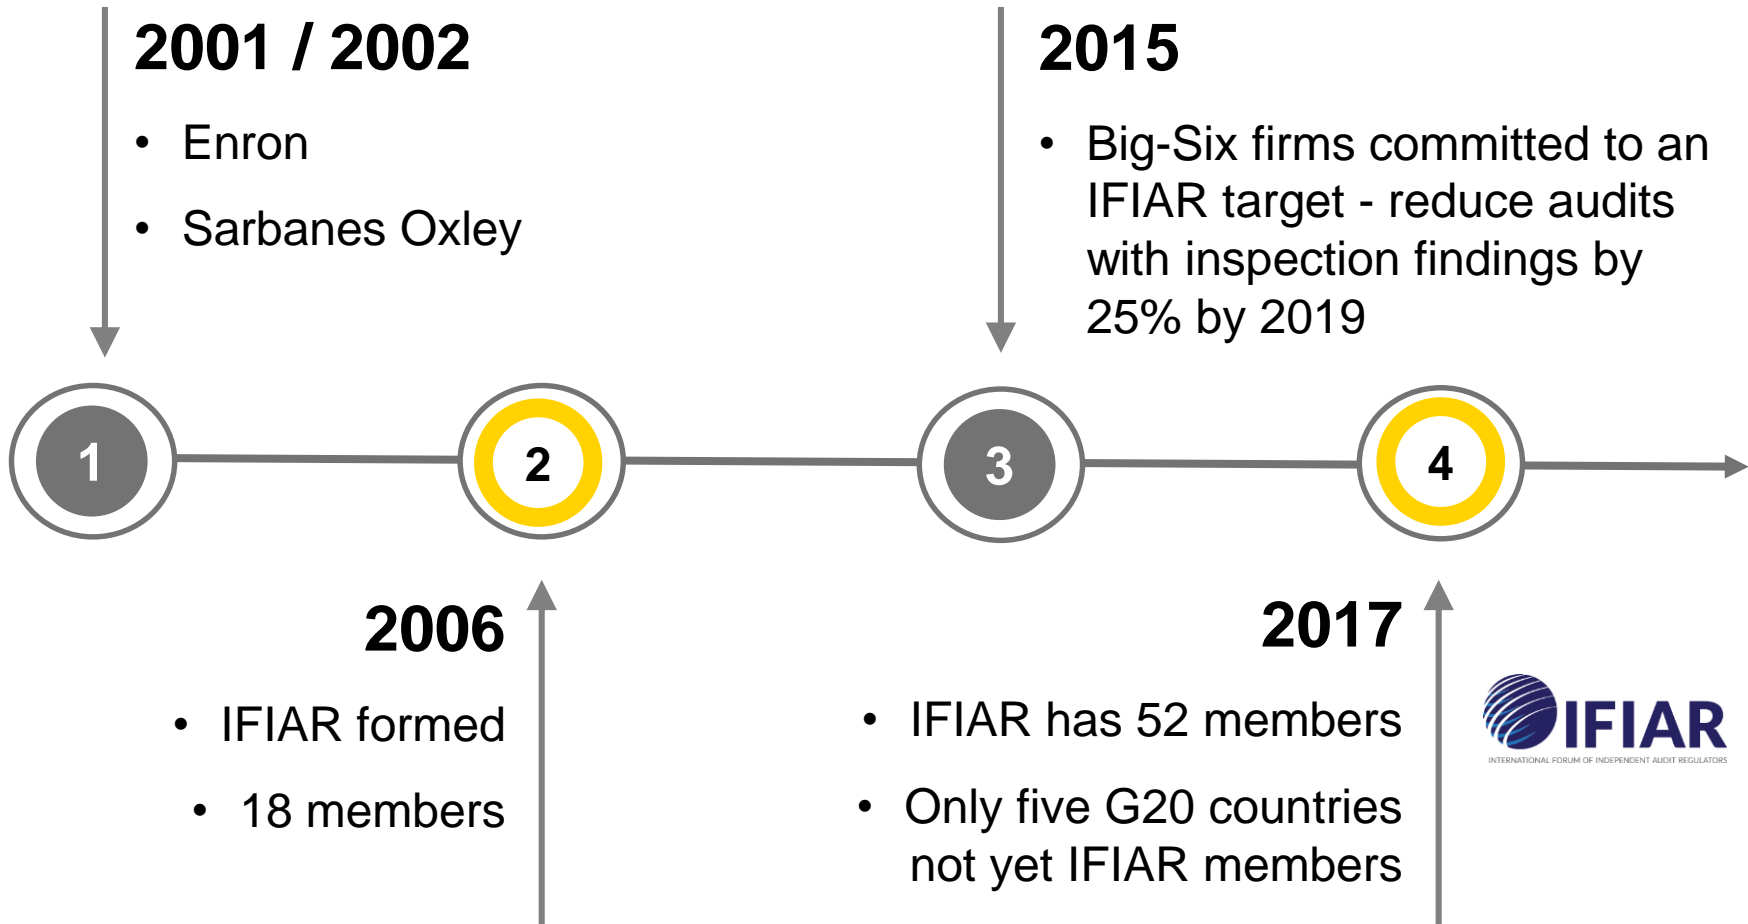 2001 / 2002
• Enron
• Sarbanes Oxley
2015
• Big-Six firms committed to an
IFIAR target - reduce audits
with inspection findings by
25% by 2019
1
2
3
4
2006
• IFIAR formed
• 18 members
2017
• IFIAR has 52 members
• Only five G20 countries
not yet IFIAR members
IFIAR
INTERNATIONAL FORUM OF INDEPENDENT AUDIT REGULATORS